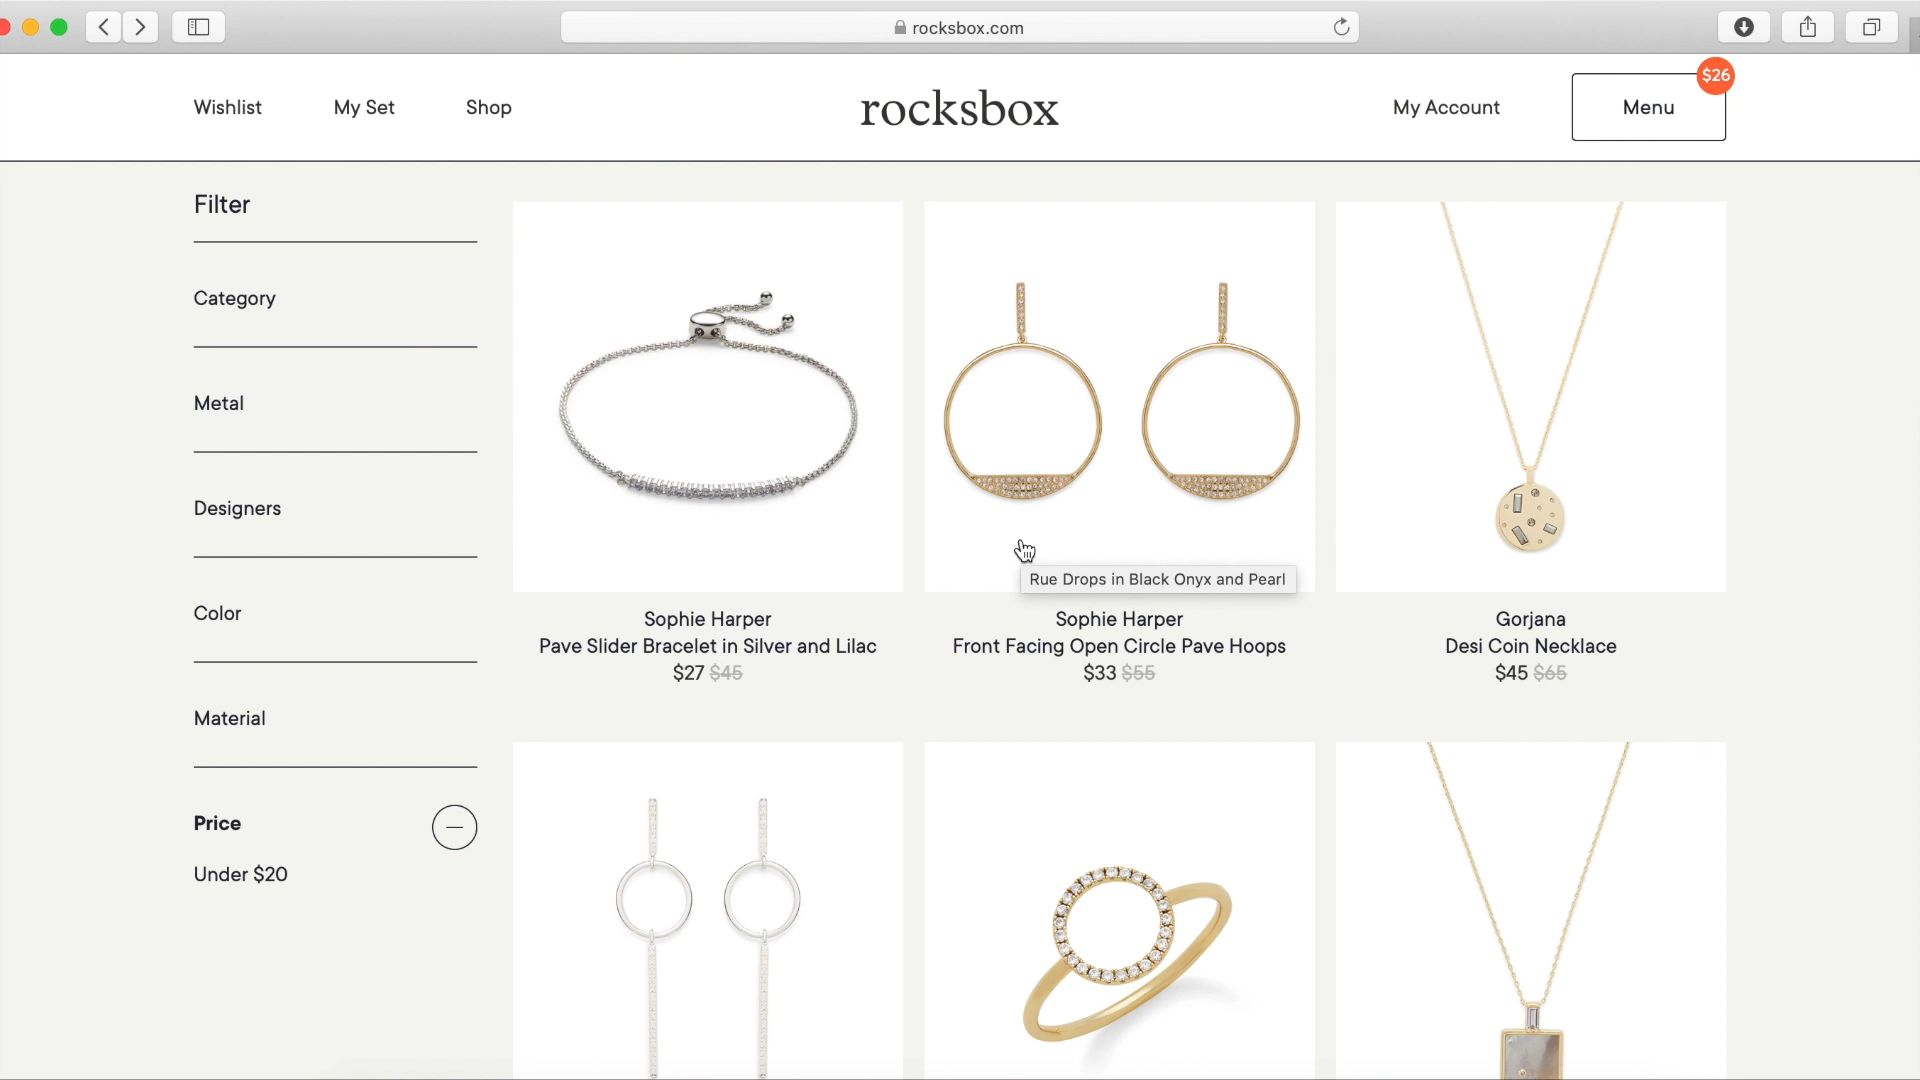 rocksbox.com
$26
Wishlist
My Set
Shop
rocksbox
My Account
Menu
Filter
Category
Metal
Designers
Color
Material
Price
Under $20
Rue Drops in Black Onyx and Pearl
Sophie Harper
Pave Slider Bracelet in Silver and Lilac
$27 $45
Sophie Harper
Front Facing Open Circle Pave Hoops
$33 $55
Gorjana
Desi Coin Necklace
$45 $65